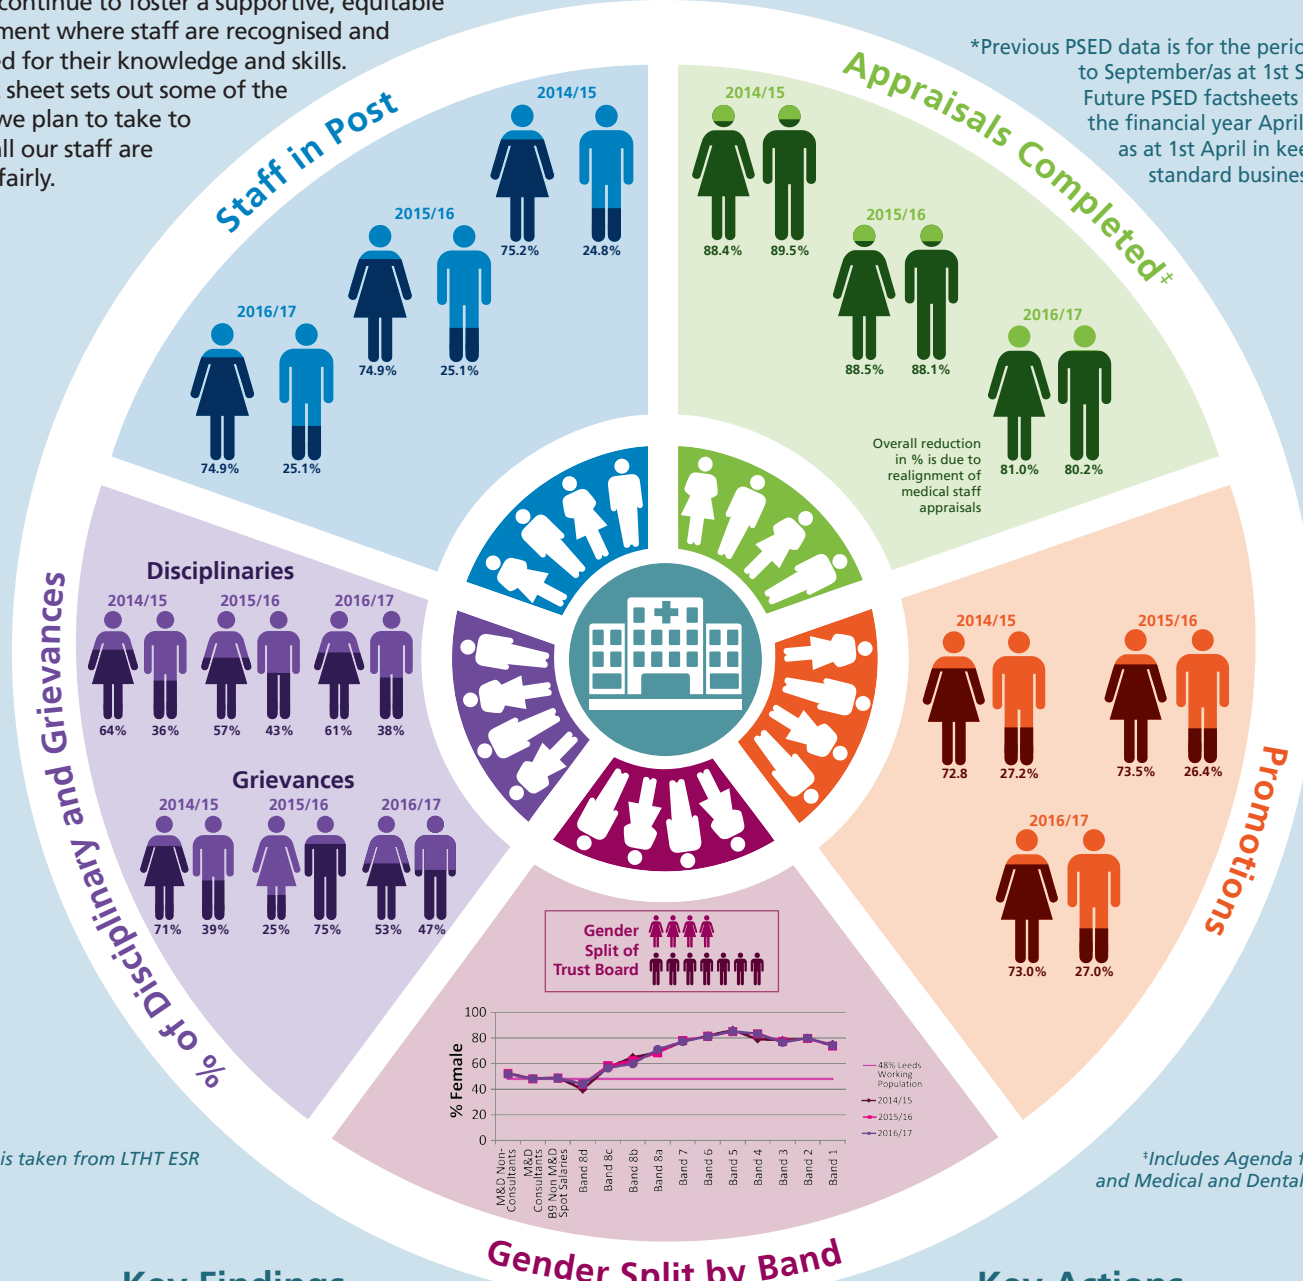 continue to foster a supportive, equitable
ment where staff are recognised and
d for their knowledge and skills.
sheet sets out some of the
we plan to take to
all our staff are
fairly.
*Previous PSED data is for the perio
to September/as at 1st S
Future PSED factsheets
the financial year April
as at 1st April in kee
standard busines
Staff in Post
2014/15
75.2% 24.8%
2015/16
74.9% 25.1%
2016/17
74.9% 25.1%
Appraisals Completed‡
2014/15
88.4% 89.5%
2015/16
88.5% 88.1%
2016/17
81.0% 80.2%
Overall reduction
in % is due to
realignment of
medical staff
appraisals
% of Disciplinary and Grievances
Disciplinaries
2014/15 2015/16 2016/17
64% 36% 57% 43% 61% 38%
Grievances
2014/15 2015/16 2016/17
71% 39% 25% 75% 53% 47%
Promotions
2014/15 2015/16
72.8 27.2% 73.5% 26.4%
2016/17
73.0% 27.0%
Gender
Split of
Trust Board
% Female
100
80
60
40
20
0
M&D Non-
Consultants
M&D
Consultants
B9 Non M&D
Spot Salaries
Band 8d
Band 8c
Band 8b
Band 8a
Band 7
Band 6
Band 5
Band 4
Band 3
Band 2
Band 1
48% Leeds
Working
Population
2014/15
2015/16
2016/17
Gender Split by Band
is taken from LTHT ESR
‡Includes Agenda f
and Medical and Dental
Key Findings
Key Actions